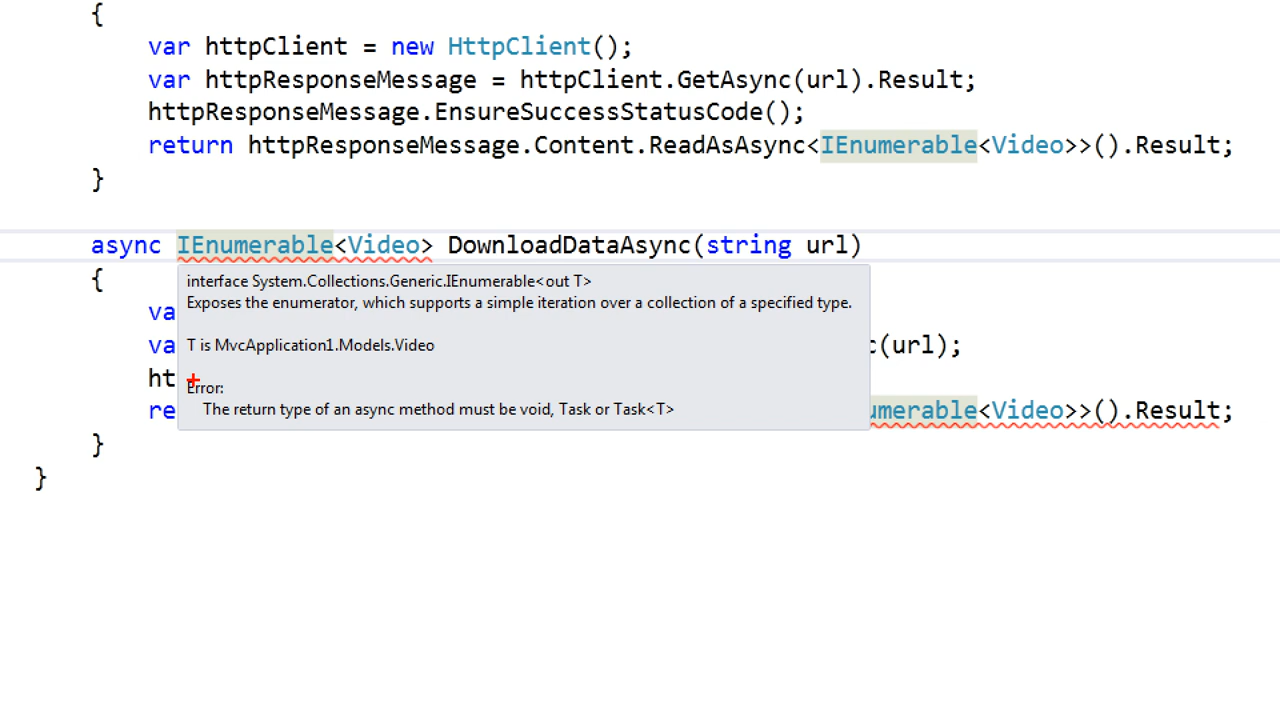 {
var httpClient = new HttpClient();
var httpResponseMessage = httpClient.GetAsync(url).Result;
httpResponseMessage.EnsureSuccessStatusCode();
return httpResponseMessage.Content.ReadAsAsync<IEnumerable<Video>>().Result;
}
async IEnumerable<Video> DownloadDataAsync(string url)
{
interface System.Collections.Generic.IEnumerable<out T>
Exposes the enumerator, which supports a simple iteration over a collection of a specified type.
va
T is MvcApplication1.Models.Video
va c(url);
ht
Error:
The return type of an async method must be void, Task or Task<T>
re umerable<Video>>().Result;
}
}